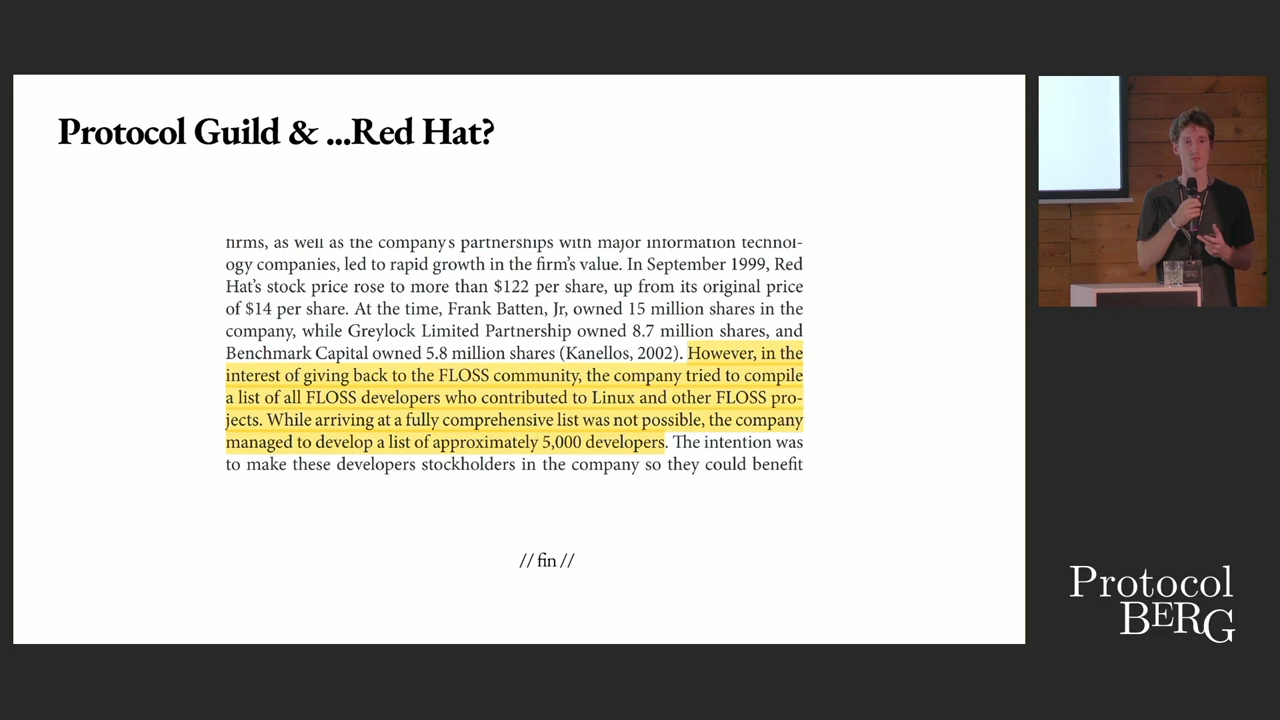 Protocol Guild & ...Red Hat?
firms, as well as the company's partnerships with major information technol-
ogy companies, led to rapid growth in the firm's value. In September 1999, Red
Hat's stock price rose to more than $122 per share, up from its original price
of $14 per share. At the time, Frank Batten, Jr, owned 15 million shares in the
company, while Greylock Limited Partnership owned 8.7 million shares, and
Benchmark Capital owned 5.8 million shares (Kanellos, 2002). However, in the
interest of giving back to the FLOSS community, the company tried to compile
a list of all FLOSS developers who contributed to Linux and other FLOSS pro-
jects. While arriving at a fully comprehensive list was not possible, the company
managed to develop a list of approximately 5,000 developers. The intention was
to make these developers stockholders in the company so they could benefit
// fin //
Protocol
BERG